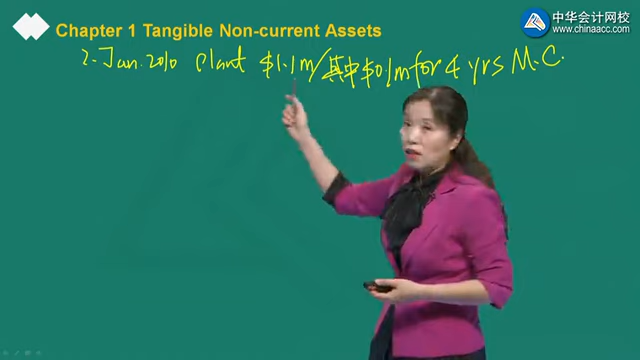 中华会计网校
www.chinaacc.com
Chapter 1 Tangible Non-current Assets
2. Jan. 2010 Plant $1.1m/其中$0.1m for 4 yrs M.C.